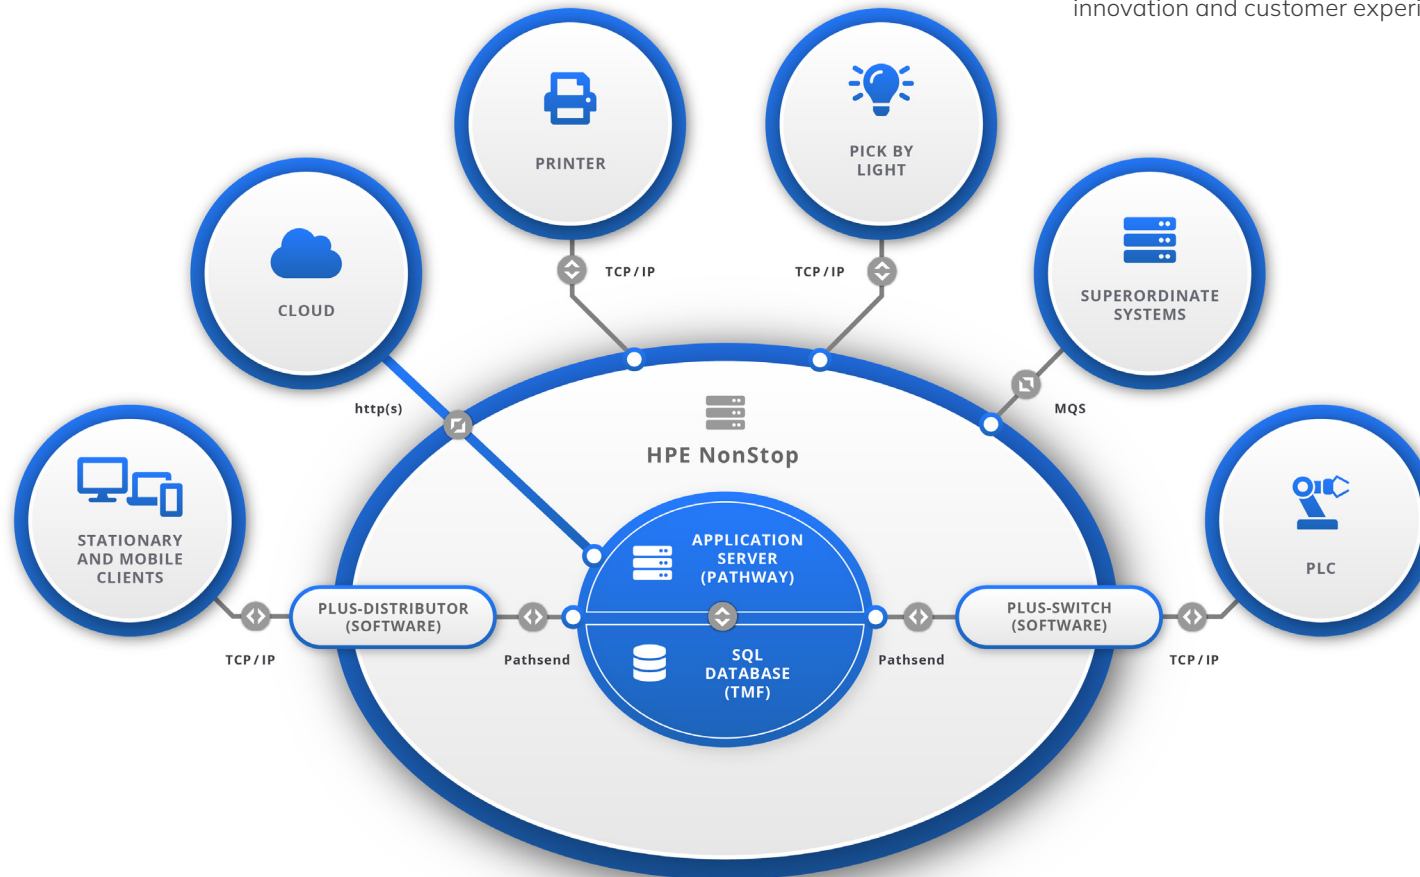 innovation and customer experi
PRINTER
PICK BY
LIGHT
TCP/IP
TCP/IP
CLOUD
SUPERORDINATE
SYSTEMS
http(s)
MQS
HPE NonStop
STATIONARY
AND MOBILE
CLIENTS
APPLICATION
SERVER
(PATHWAY)
PLC
PLUS-DISTRIBUTOR
(SOFTWARE)
PLUS-SWITCH
(SOFTWARE)
TCP/IP
Pathsend
SQL
DATABASE
(TMF)
Pathsend
TCP/IP